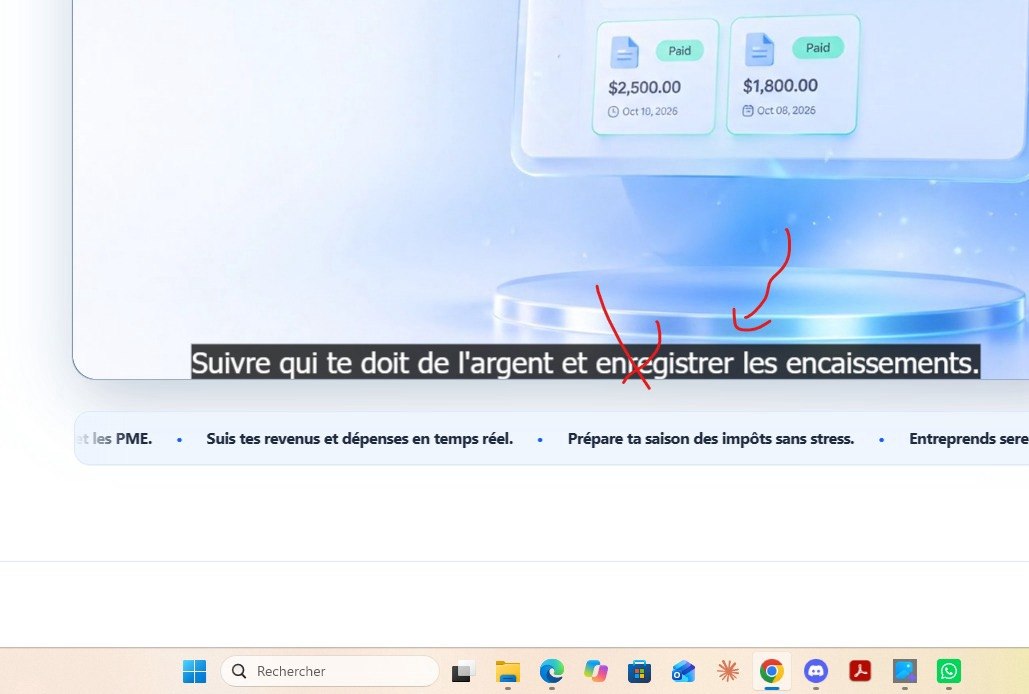 Paid
Paid
$2,500.00
$1,800.00
Oct 10, 2026
Oct 08, 2026
Suivre qui te doit de l'argent et enregistrer les encaissements.
et les PME. • Suis tes revenus et dépenses en temps réel. • Prépare ta saison des impôts sans stress. • Entreprends sere
Rechercher